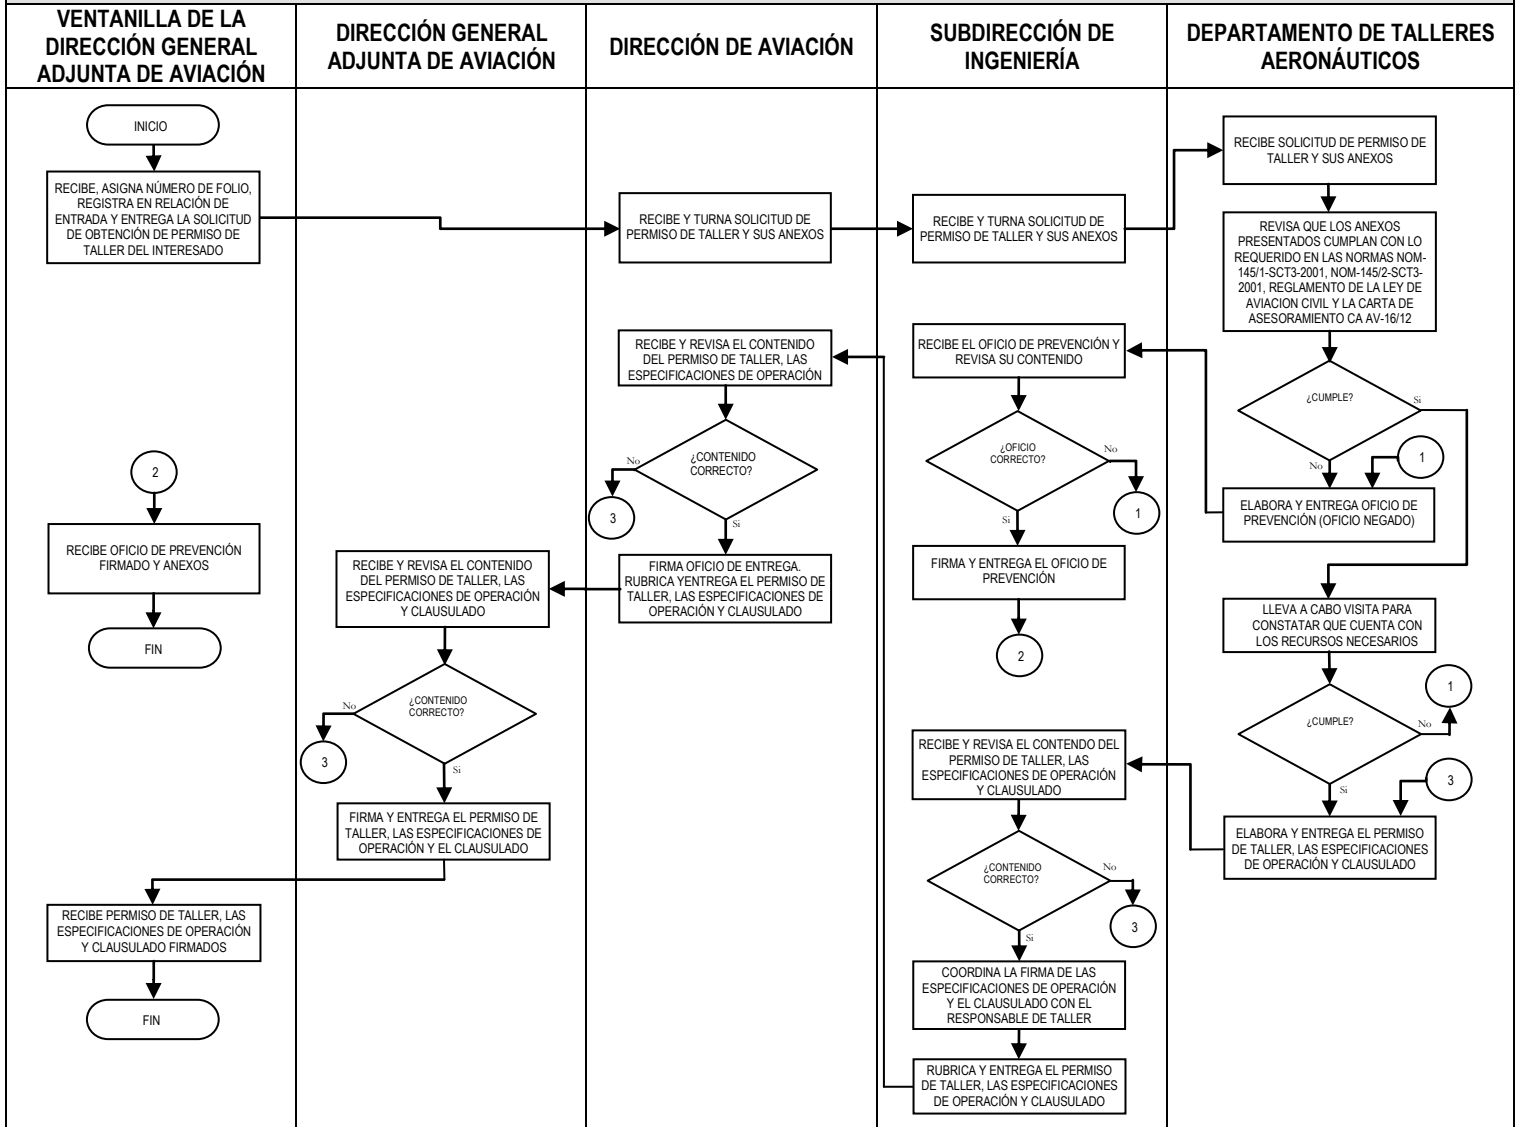 VENTANILLA DE LA
DIRECCIÓN GENERAL
ADJUNTA DE AVIACIÓN
DIRECCIÓN GENERAL
ADJUNTA DE AVIACIÓN
DIRECCIÓN DE AVIACIÓN
SUBDIRECCIÓN DE
INGENIERÍA
DEPARTAMENTO DE TALLERES
AERONÁUTICOS
INICIO
RECIBE, ASIGNA NÚMERO DE FOLIO,
REGISTRA EN RELACIÓN DE
ENTRADA Y ENTREGA LA SOLICITUD
DE OBTENCIÓN DE PERMISO DE
TALLER DEL INTERESADO
2
RECIBE OFICIO DE PREVENCIÓN
FIRMADO Y ANEXOS
FIN
RECIBE PERMISO DE TALLER, LAS
ESPECIFICACIONES DE OPERACIÓN
Y CLAUSULADO FIRMADOS
FIN
RECIBE Y REVISA EL CONTENIDO
DEL PERMISO DE TALLER, LAS
ESPECIFICACIONES DE OPERACIÓN
Y CLAUSULADO
¿CONTENIDO
CORRECTO?
No
3
Si
FIRMA Y ENTREGA EL PERMISO DE
TALLER, LAS ESPECIFICACIONES DE
OPERACIÓN Y EL CLAUSULADO
RECIBE Y TURNA SOLICITUD DE
PERMISO DE TALLER Y SUS ANEXOS
RECIBE Y REVISA EL CONTENIDO
DEL PERMISO DE TALLER, LAS
ESPECIFICACIONES DE OPERACIÓN
¿CONTENIDO
CORRECTO?
No
3
Si
FIRMA OFICIO DE ENTREGA.
RUBRICA YENTREGA EL PERMISO DE
TALLER, LAS ESPECIFICACIONES DE
OPERACIÓN Y CLAUSULADO
RECIBE Y TURNA SOLICITUD DE
PERMISO DE TALLER Y SUS ANEXOS
RECIBE EL OFICIO DE PREVENCIÓN Y
REVISA SU CONTENIDO
¿OFICIO
CORRECTO?
No
1
Si
FIRMA Y ENTREGA EL OFICIO DE
PREVENCIÓN
2
RECIBE Y REVISA EL CONTENDO DEL
PERMISO DE TALLER, LAS
ESPECIFICACIONES DE OPERACIÓN
Y CLAUSULADO
¿CONTENIDO
CORRECTO?
No
3
Si
COORDINA LA FIRMA DE LAS
ESPECIFICACIONES DE OPERACIÓN
Y EL CLAUSULADO CON EL
RESPONSABLE DE TALLER
RUBRICA Y ENTREGA EL PERMISO
DE TALLER, LAS ESPECIFICACIONES
DE OPERACIÓN Y CLAUSULADO
RECIBE SOLICITUD DE PERMISO DE
TALLER Y SUS ANEXOS
REVISA QUE LOS ANEXOS
PRESENTADOS CUMPLAN CON LO
REQUERIDO EN LAS NORMAS NOM-
145/1-SCT3-2001, NOM-145/2-SCT3-
2001, REGLAMENTO DE LA LEY DE
AVIACION CIVIL Y LA CARTA DE
ASESORAMIENTO CA AV-16/12
¿CUMPLE?
Si
No
1
ELABORA Y ENTREGA OFICIO DE
PREVENCIÓN (OFICIO NEGADO)
LLEVA A CABO VISITA PARA
CONSTATAR QUE CUENTA CON
LOS RECURSOS NECESARIOS
¿CUMPLE?
No
1
Si
3
ELABORA Y ENTREGA EL PERMISO
DE TALLER, LAS ESPECIFICACIONES
DE OPERACIÓN Y CLAUSULADO